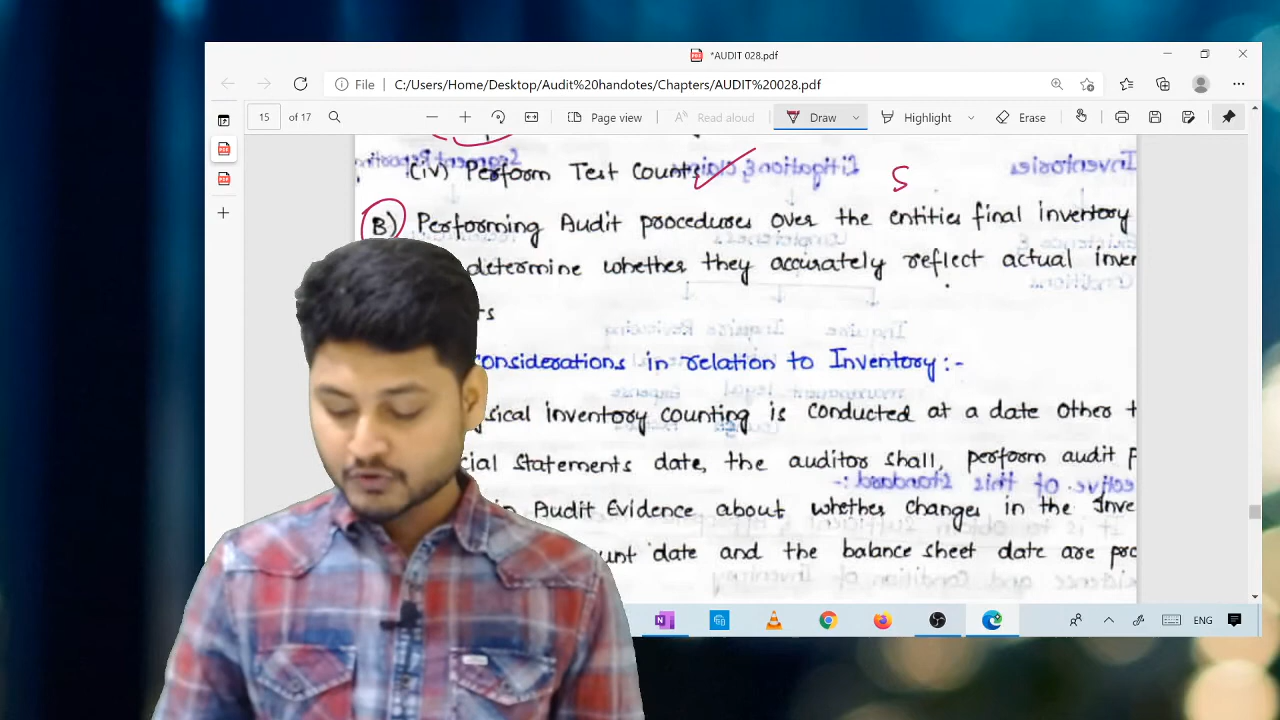 *AUDIT 028.pdf
File | C:/Users/Home/Desktop/Audit%20handotes/Chapters/AUDIT%20028.pdf
15 of 17 Page view Read aloud Draw Highlight Erase
(iv) Perform Test Counts S
B) Performing Audit procedures over the entities final inventory
determine whether they accurately reflect actual inver
ts
considerations in relation to Inventory:-
sical inventory counting is conducted at a date other t
cial statements date, the auditor shall, perform audit p
Audit Evidence about whether changes in the Inve
unt date and the balance sheet date are pro
ENG